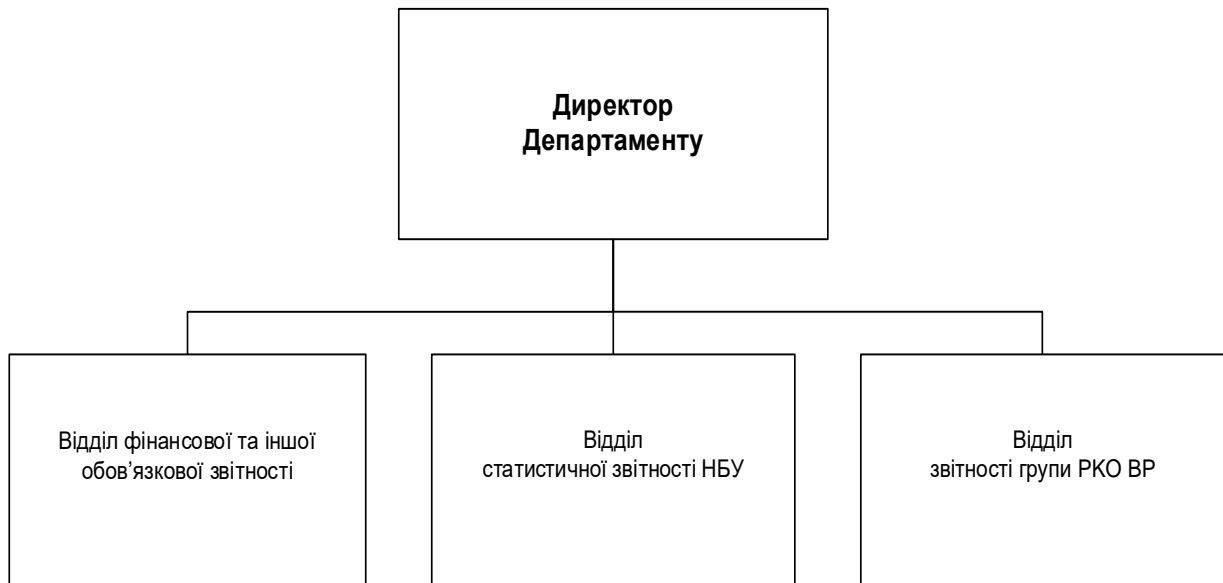 Директор
Департаменту
Відділ фінансової та іншої
обов’язкової звітності
Відділ
статистичної звітності НБУ
Відділ
звітності групи РКО ВР